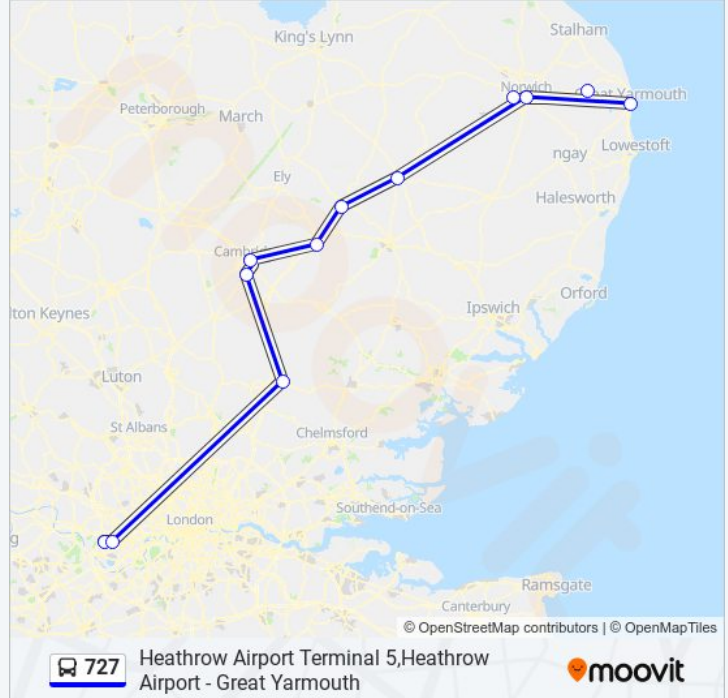 Stalham
King's Lynn
Norwich
Great Yarmouth
Peterborough
March
Lowestoft
ngay
Ely
Halesworth
Cambrid
Orford
Ipswich
lton Keynes
Luton
St Albans
Chelmsford
Southend-on-Sea
London
g
Ramsgate
Canterbury
© OpenStreetMap contributors | © OpenMapTiles
727
Heathrow Airport Terminal 5,Heathrow
Airport - Great Yarmouth
moovit
moovit